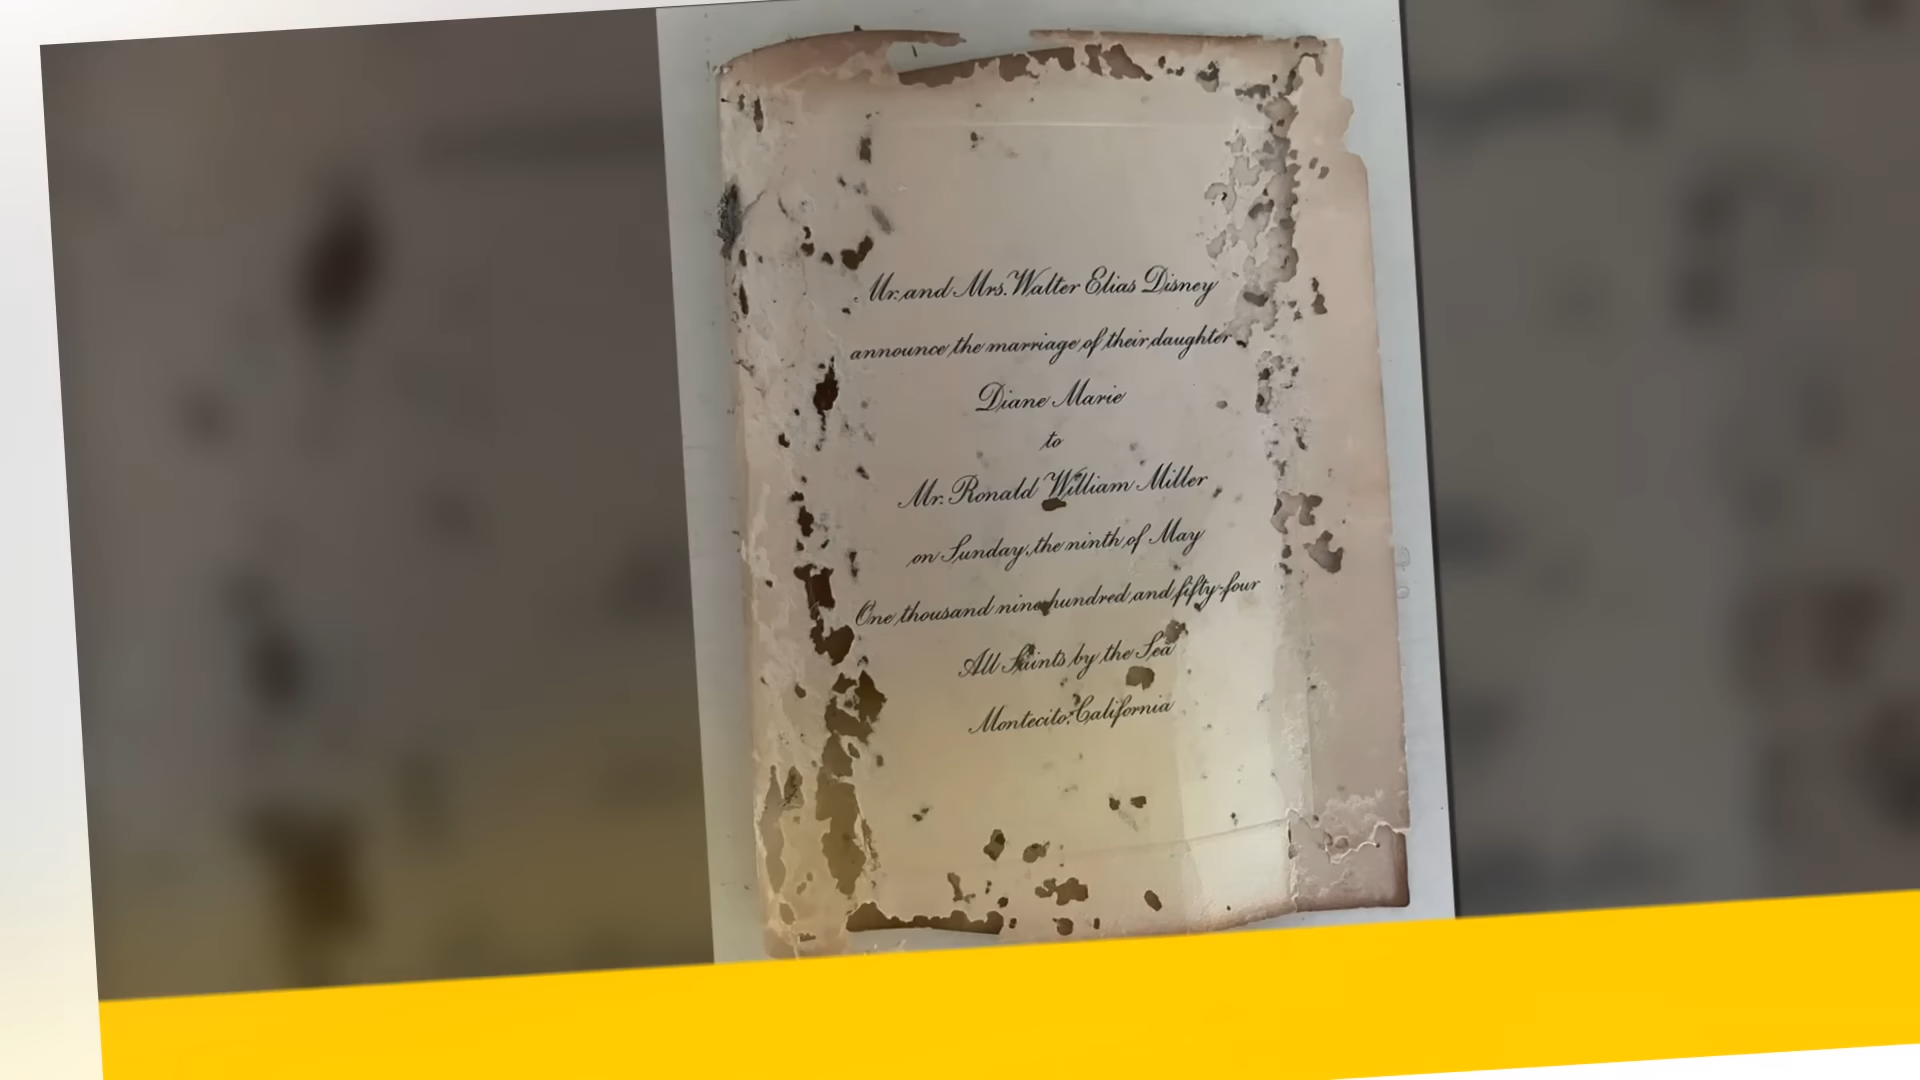 Mr. and Mrs. Walter Elias Disney
announce the marriage of their daughter
Diane Marie
to
Mr. Ronald William Miller
on Sunday, the ninth of May
One thousand nine hundred and fifty-four
All Saints by the Sea
Montecito, California